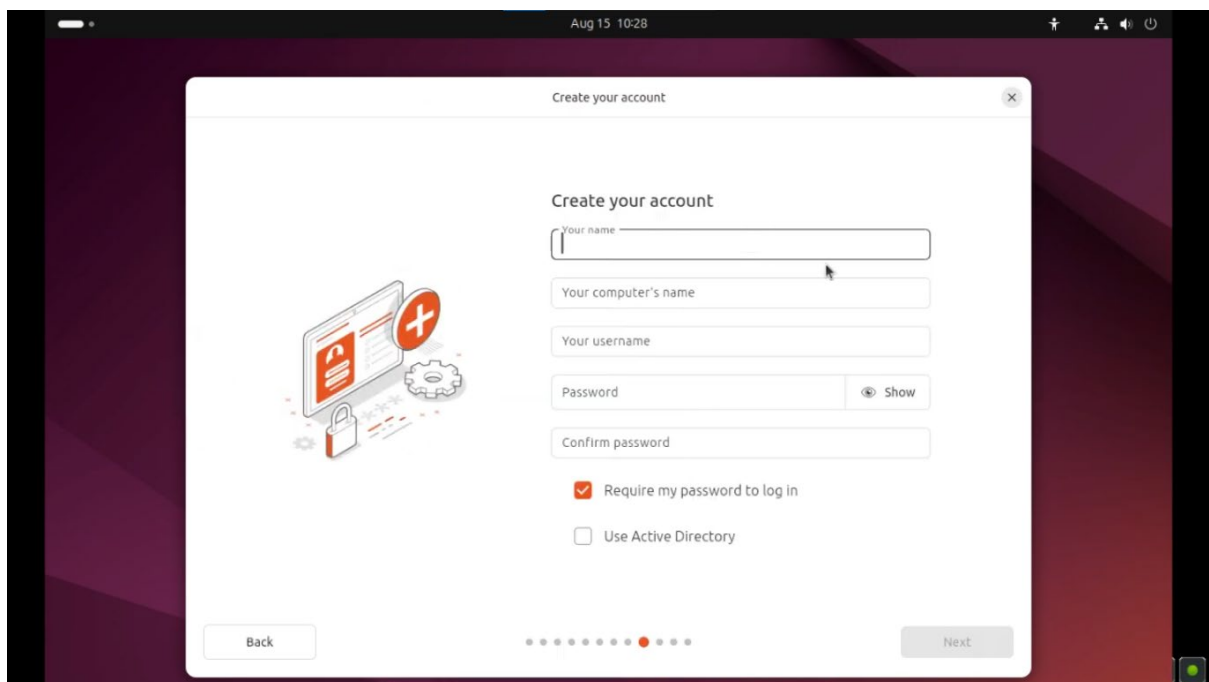 Aug 15 10:28
Create your account
Create your account
Your name
Your computer's name
Your username
Password
Show
Confirm password
Require my password to log in
Use Active Directory
Back
Next